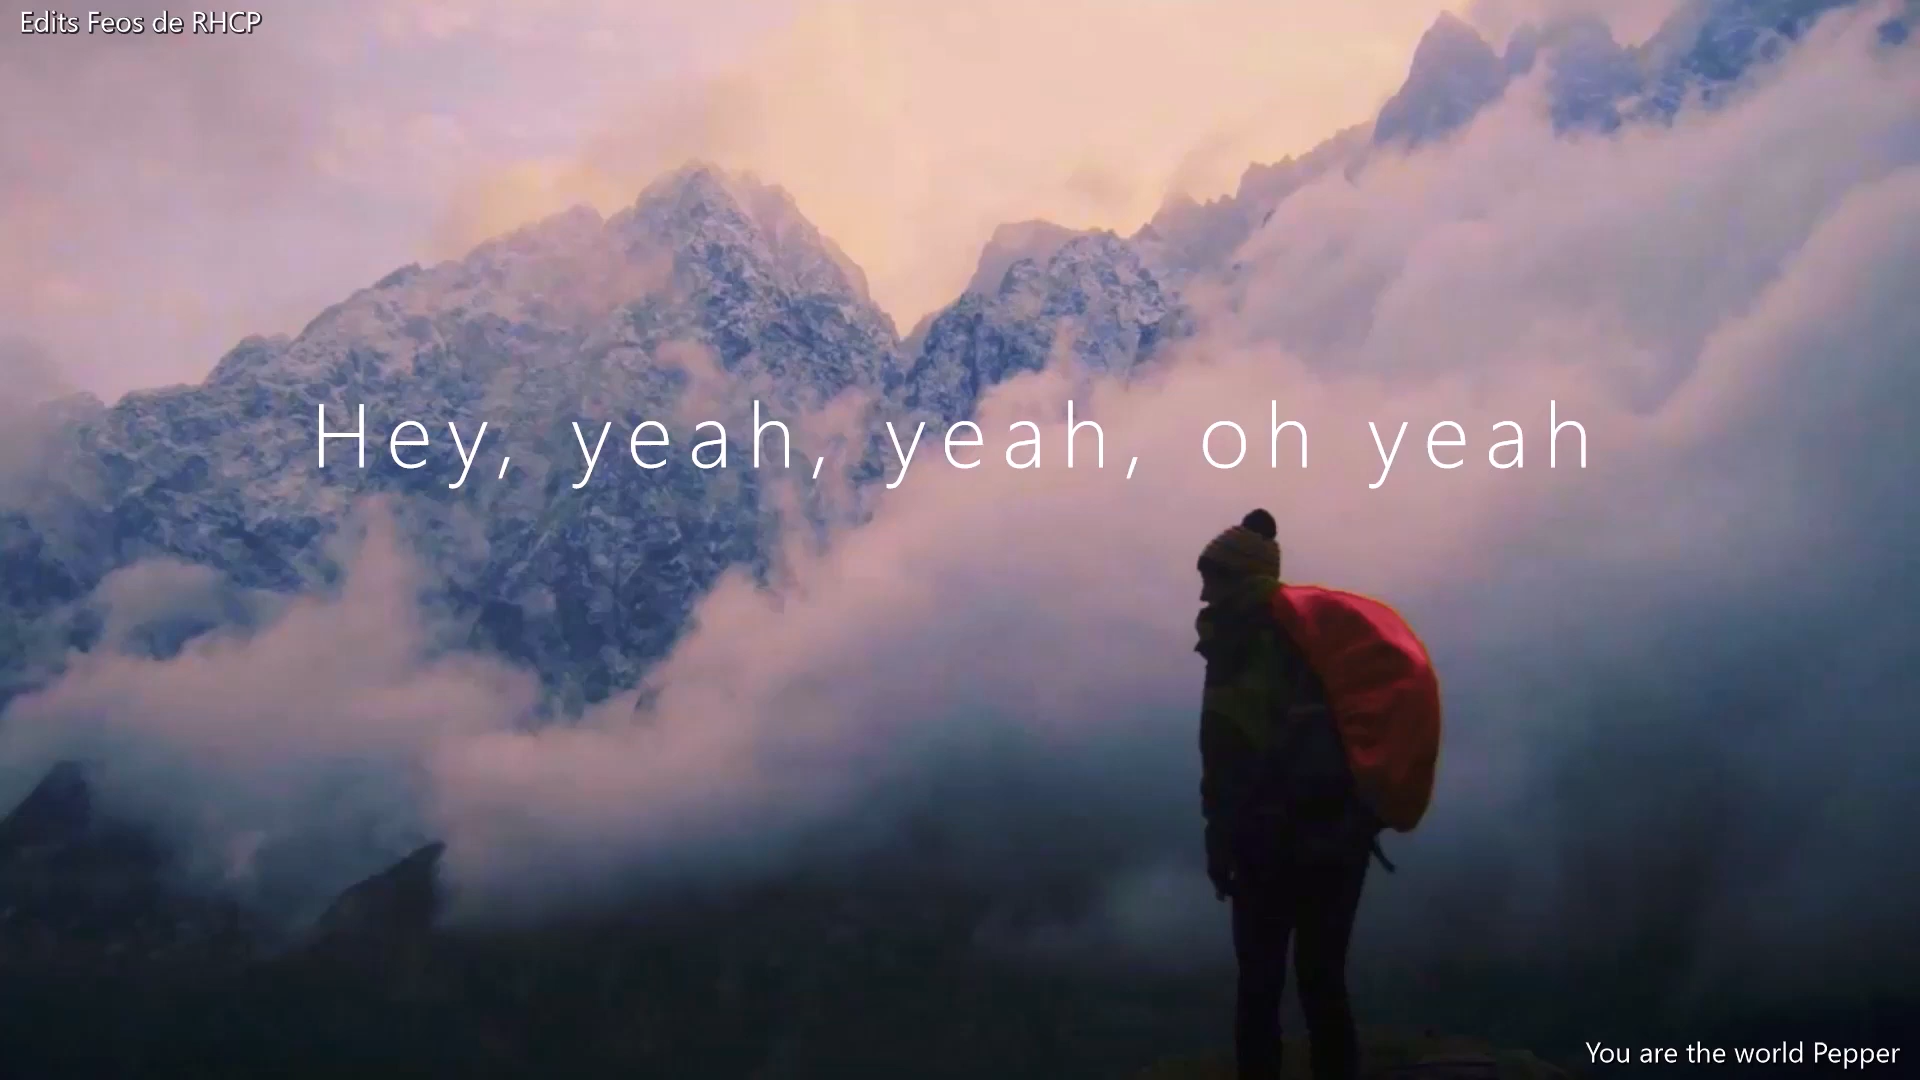 Edits Feos de RHCP
Hey, yeah, yeah, oh yeah
You are the world Pepper